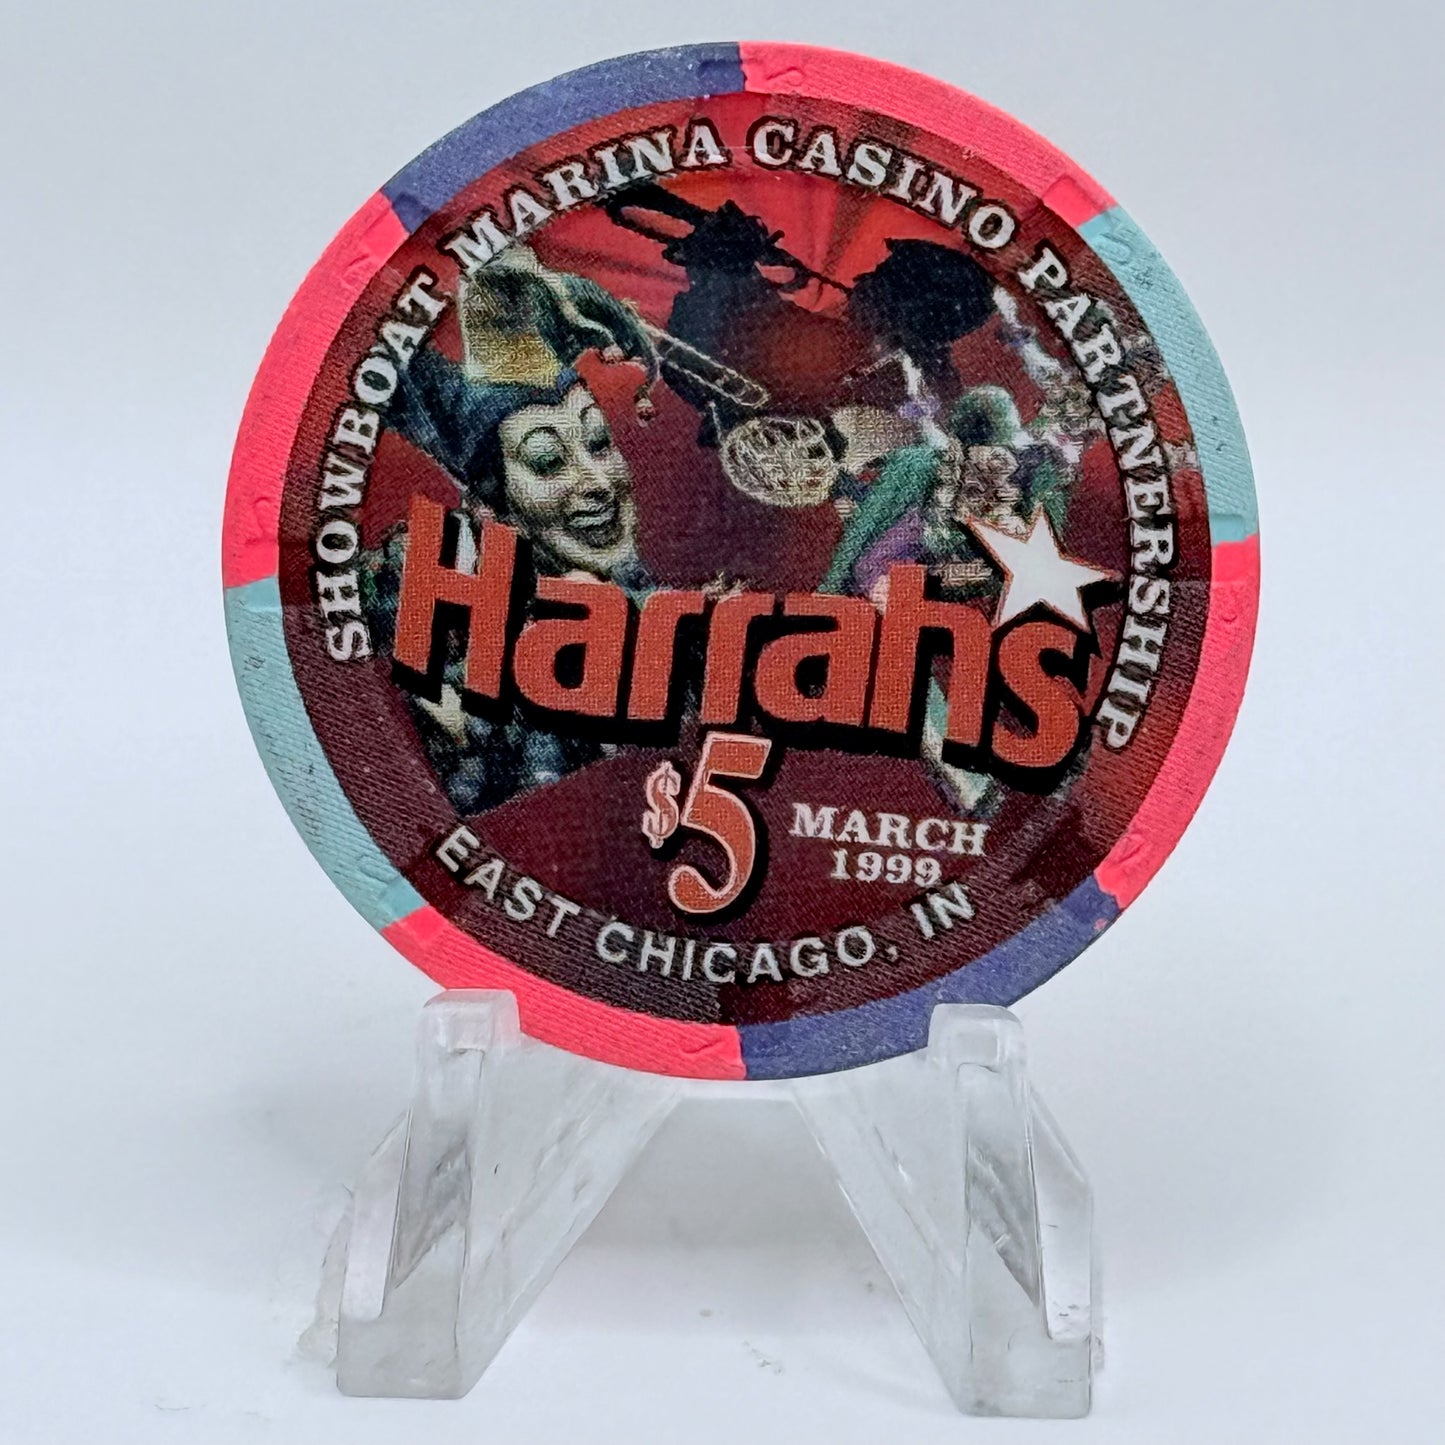 SHOWBOAT MARINA CASINO PARTNERSHIP
Harrahs
$5
MARCH
1999
EAST CHICAGO, IN